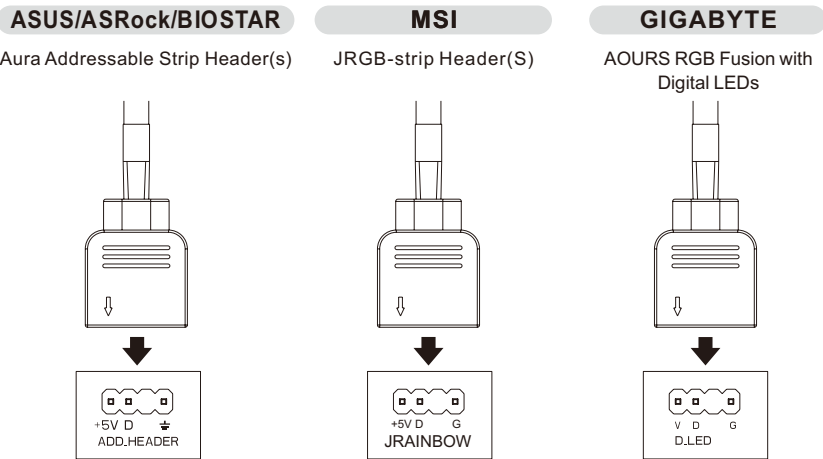 ASUS/ASRock/BIOSTAR
Aura Addressable Strip Header(s)
+5V D ⏚
ADD_HEADER
MSI
JRGB-strip Header(S)
+5V D G
JRAINBOW
GIGABYTE
AOURS RGB Fusion with
Digital LEDs
V D G
D_LED